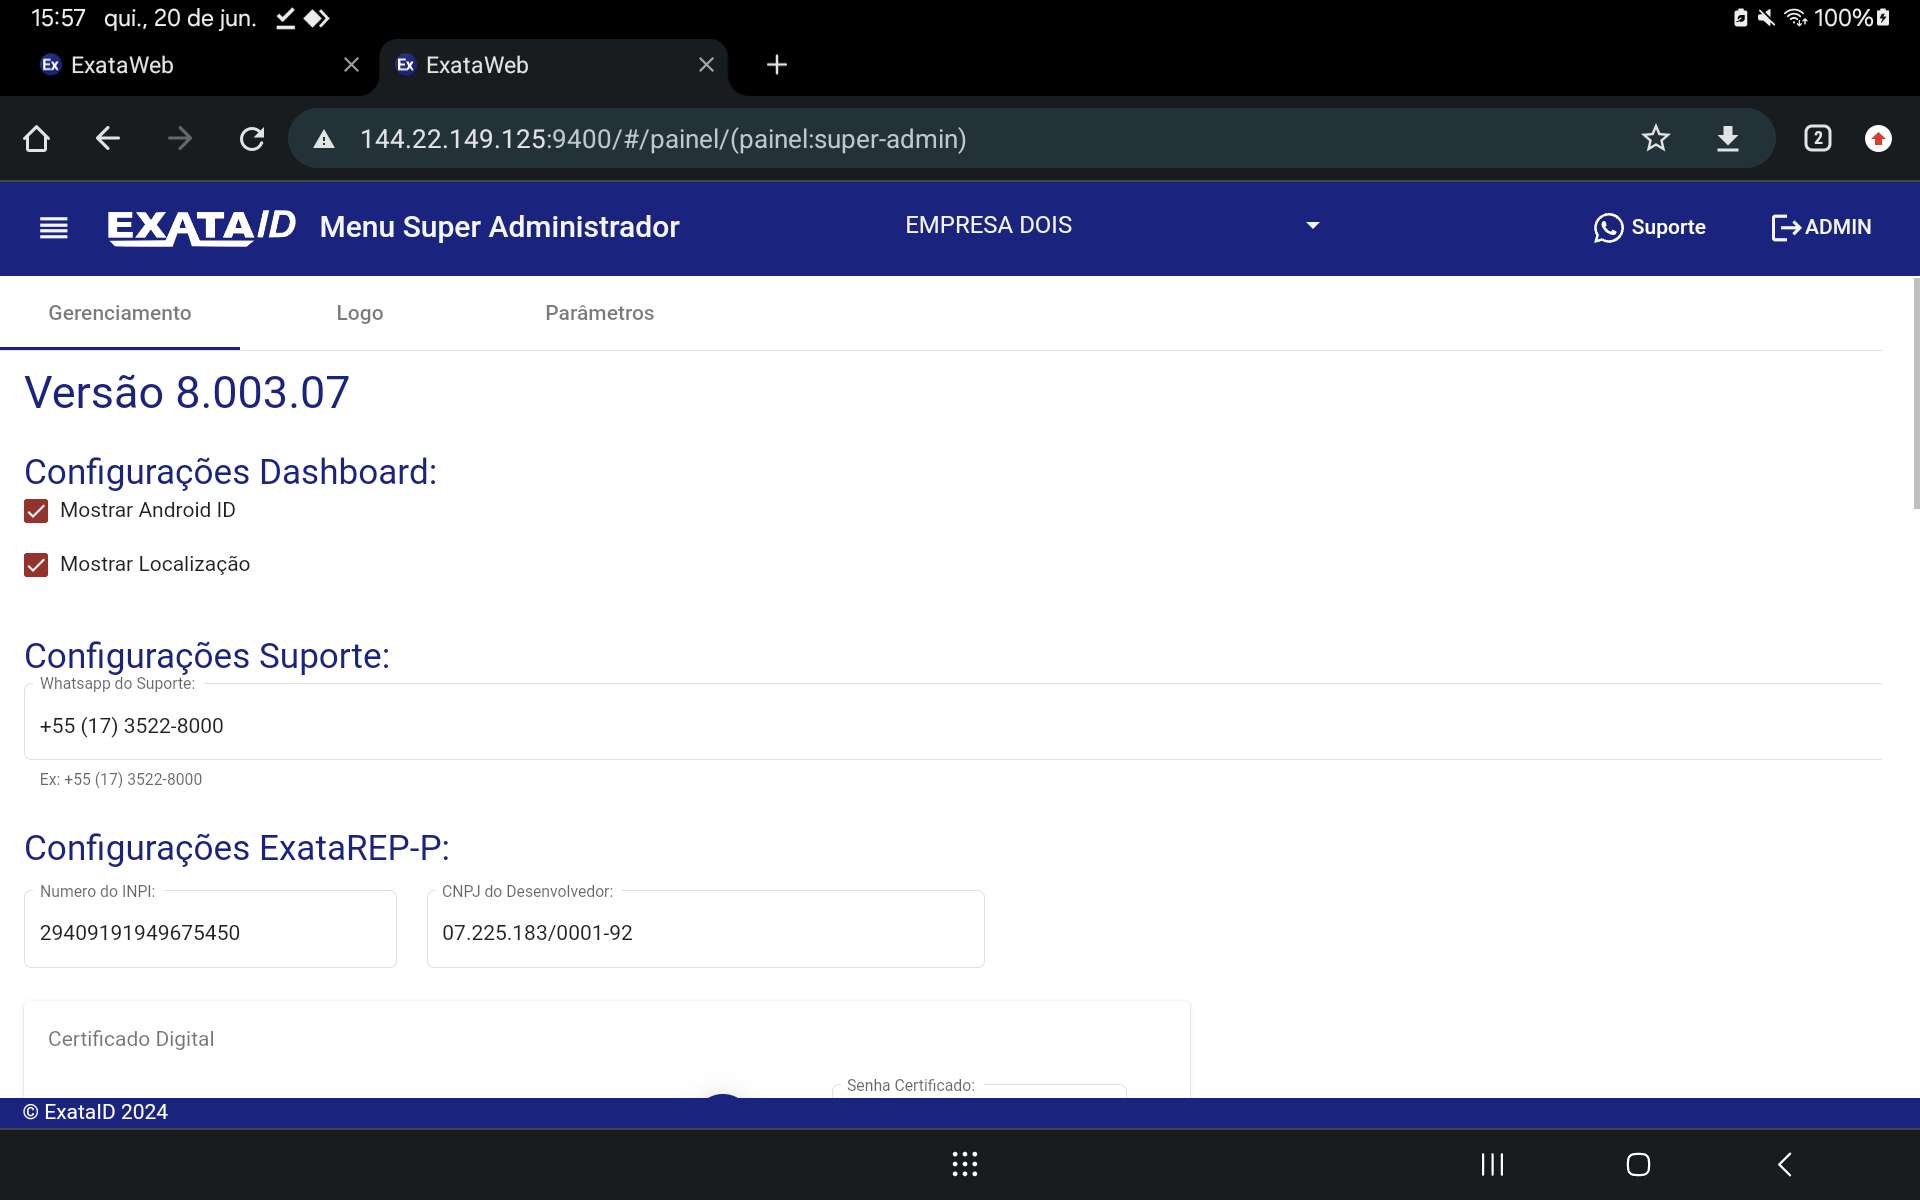 15:57 qui., 20 de jun. 100%
Ex ExataWeb
Ex ExataWeb
144.22.149.125:9400/#/painel/(painel:super-admin) 2
EXATAID Menu Super Administrador EMPRESA DOIS Suporte ADMIN
Gerenciamento Logo Parâmetros
Versão 8.003.07
Configurações Dashboard:
Mostrar Android ID
Mostrar Localização
Configurações Suporte:
Whatsapp do Suporte:
+55 (17) 3522-8000
Ex: +55 (17) 3522-8000
Configurações ExataREP-P:
Numero do INPI: CNPJ do Desenvolvedor:
29409191949675450 07.225.183/0001-92
Certificado Digital
Senha Certificado:
© ExataID 2024